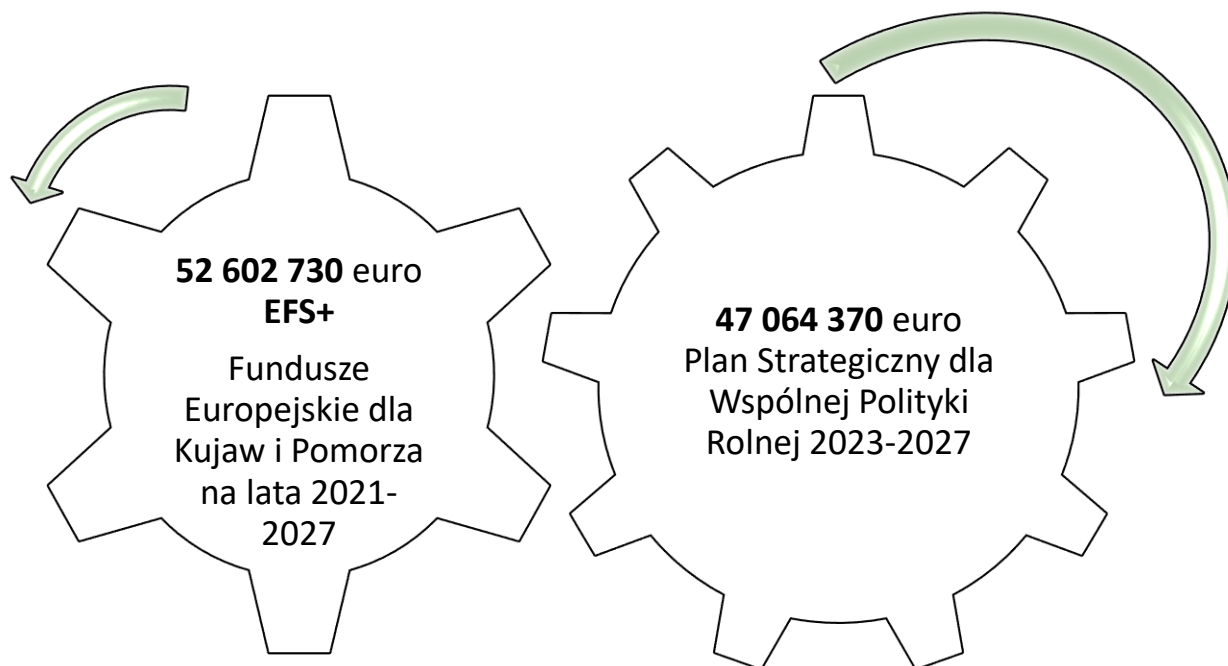 52 602 730 euro
EFS+
Fundusze
Europejskie dla
Kujaw i Pomorza
na lata 2021-
2027
47 064 370 euro
Plan Strategiczny dla
Wspólnej Polityki
Rolnej 2023-2027